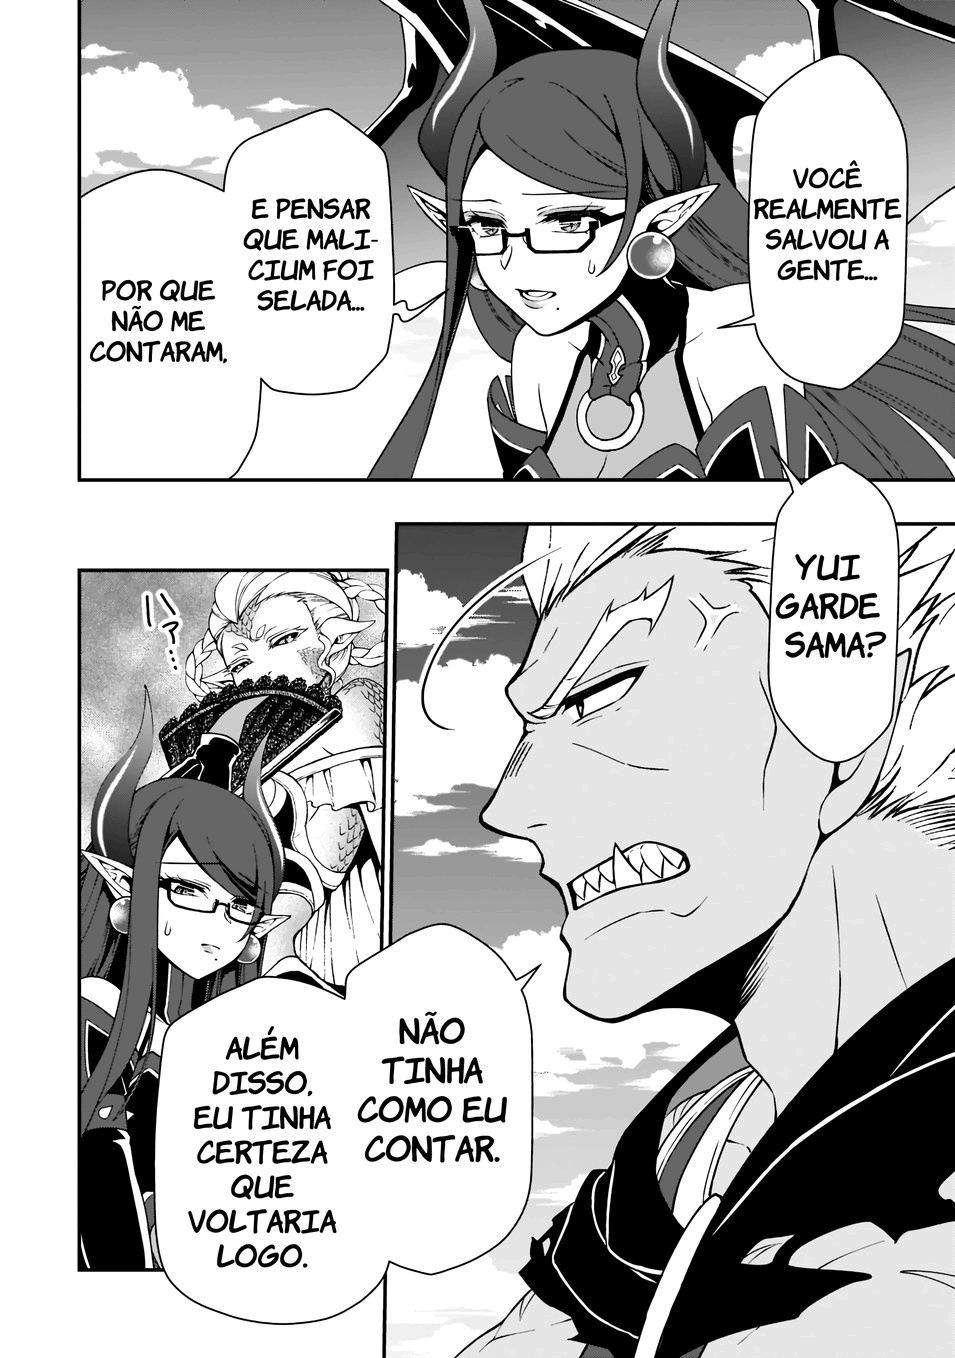 VOCÊ
REALMENTE
SALVOU A
GENTE...
E PENSAR
QUE MALI-
CIUM FOI
SELADA...
POR QUE
NÃO ME
CONTARAM,
YUI
GARDE
SAMA?
NÃO
TINHA
COMO EU
CONTAR.
ALÉM
DISSO,
EU TINHA
CERTEZA
QUE
VOLTARIA
LOGO.